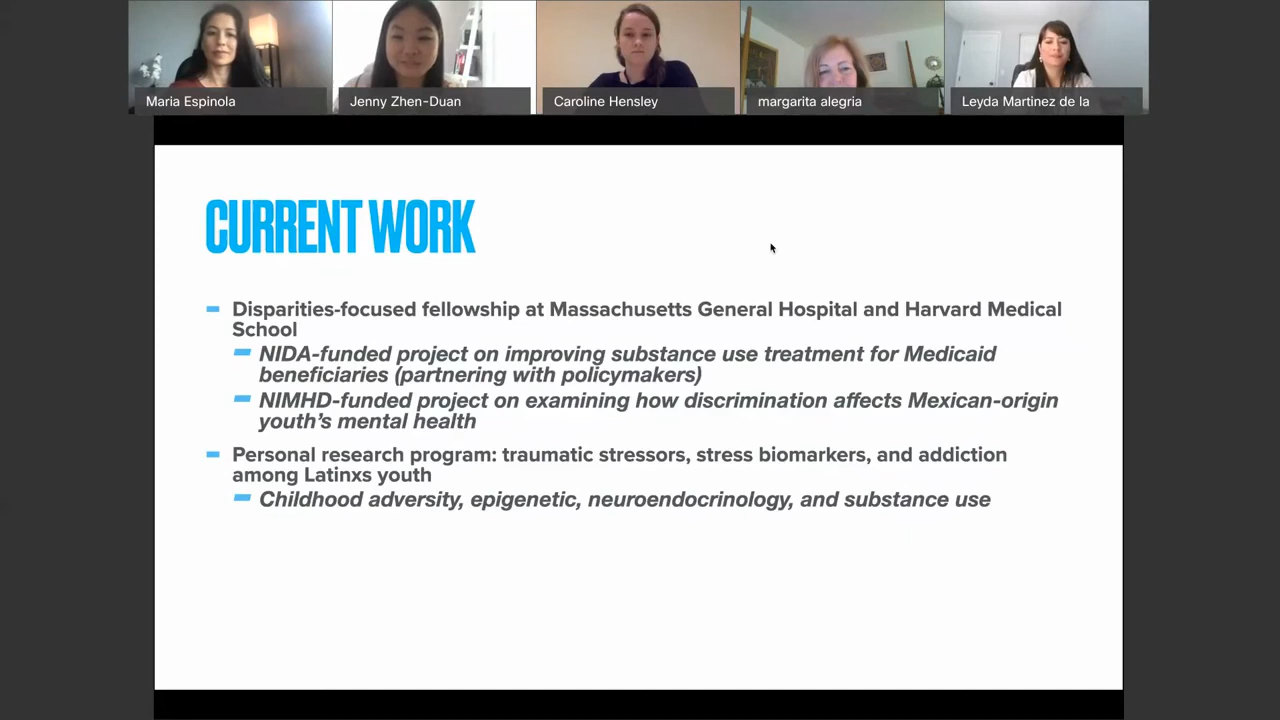 Maria Espinola
Jenny Zhen-Duan
Caroline Hensley
margarita alegria
Leyda Martinez de la
CURRENT WORK
Disparities-focused fellowship at Massachusetts General Hospital and Harvard Medical
School
NIDA-funded project on improving substance use treatment for Medicaid
beneficiaries (partnering with policymakers)
NIMHD-funded project on examining how discrimination affects Mexican-origin
youth’s mental health
Personal research program: traumatic stressors, stress biomarkers, and addiction
among Latinxs youth
Childhood adversity, epigenetic, neuroendocrinology, and substance use